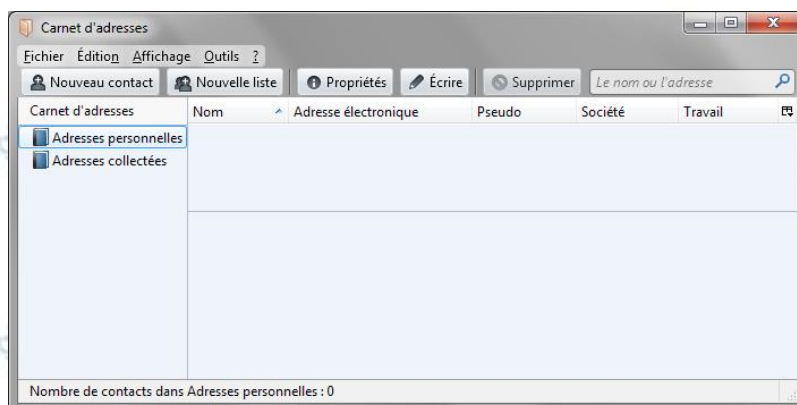 Carnet d'adresses
Fichier Édition Affichage Outils ?
Nouveau contact Nouvelle liste Propriétés Écrire Supprimer Le nom ou l'adresse
Carnet d'adresses Nom Adresse électronique Pseudo Société Travail
Adresses personnelles
Adresses collectées
Nombre de contacts dans Adresses personnelles : 0